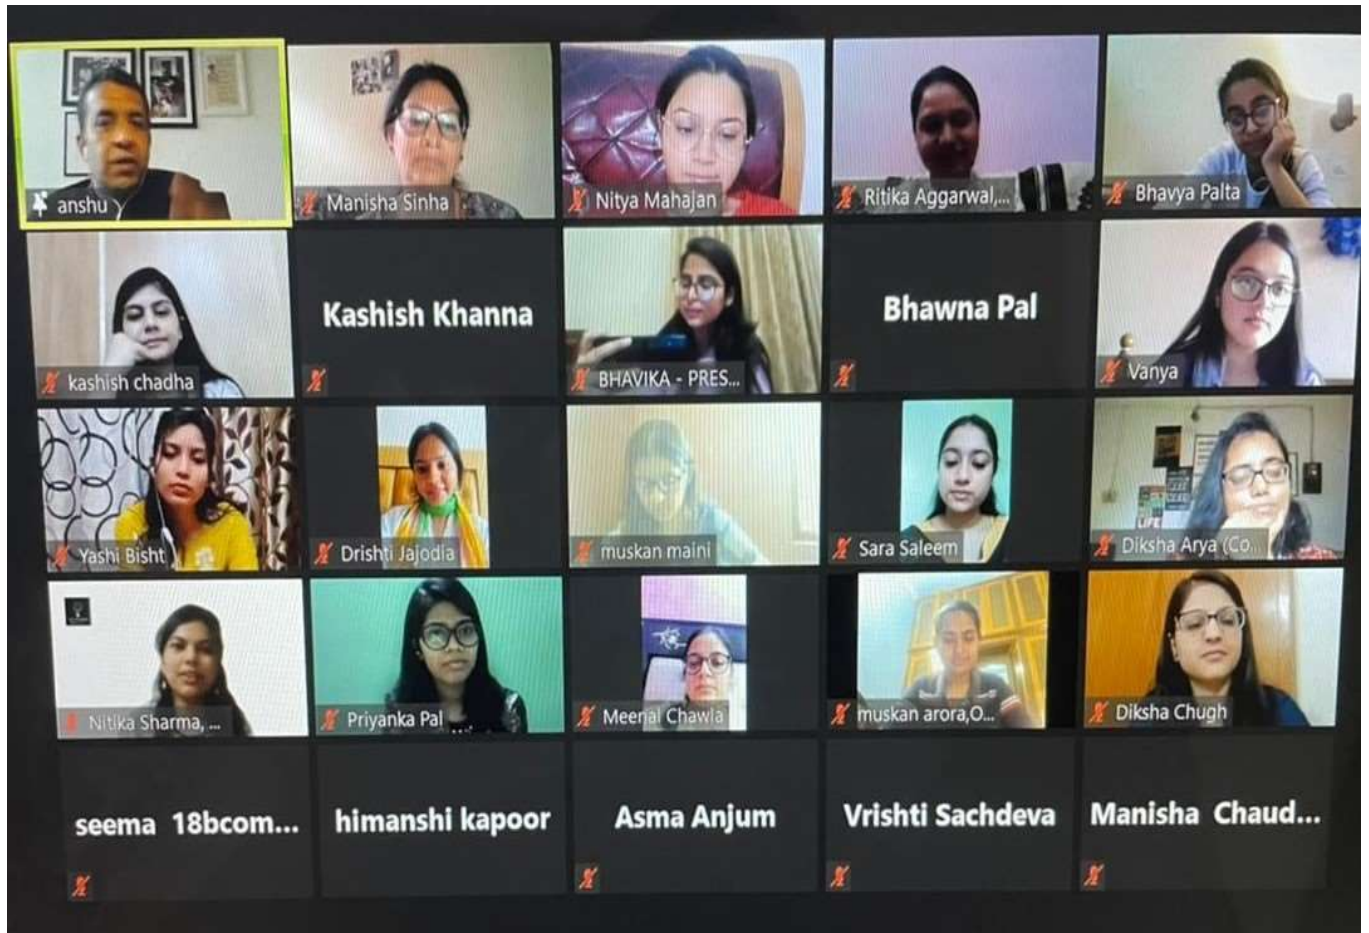 anshu
Manisha Sinha
Nitya Mahajan
Ritika Aggarwal,...
Bhavya Palta
kashish chadha
Kashish Khanna
BHAVIKA - PRES...
Bhawna Pal
Vanya
Yashi Bisht
Drishti Jajodia
muskan maini
Sara Saleem
LIFE
Diksha Arya (Co...
Nitika Sharma, ...
Priyanka Pal
Meenal Chawla
muskan arora,O...
Diksha Chugh
seema 18bcom...
himanshi kapoor
Asma Anjum
Vrishti Sachdeva
Manisha Chaud...